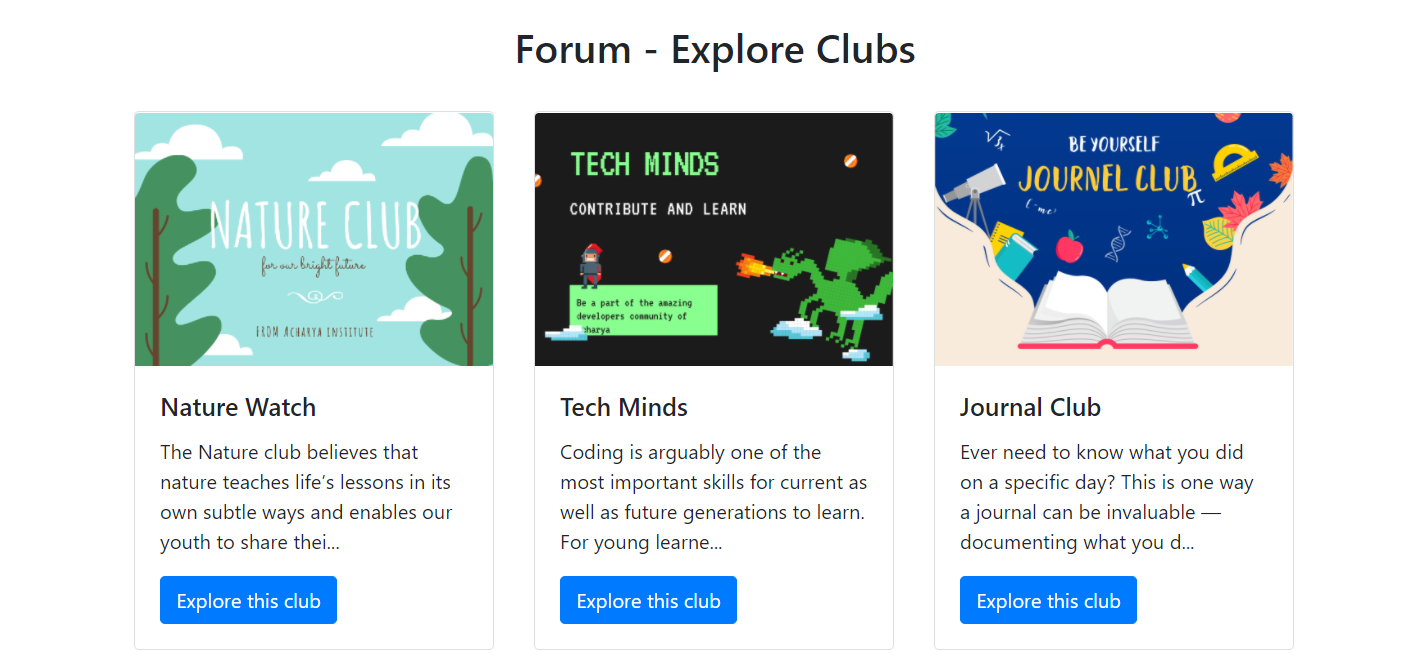 Forum - Explore Clubs
NATURE CLUB
for our bright future
FROM ACHARYA INSTITUTE
Nature Watch
The Nature club believes that
nature teaches life’s lessons in its
own subtle ways and enables our
youth to share thei...
Explore this club
TECH MINDS
CONTRIBUTE AND LEARN
Be a part of the amazing
developers community of
Tech Minds
Coding is arguably one of the
most important skills for current as
well as future generations to learn.
For young learne...
Explore this club
BE YOURSELF
JOURNEL CLUB
π
Journal Club
Ever need to know what you did
on a specific day? This is one way
a journal can be invaluable —
documenting what you d...
Explore this club